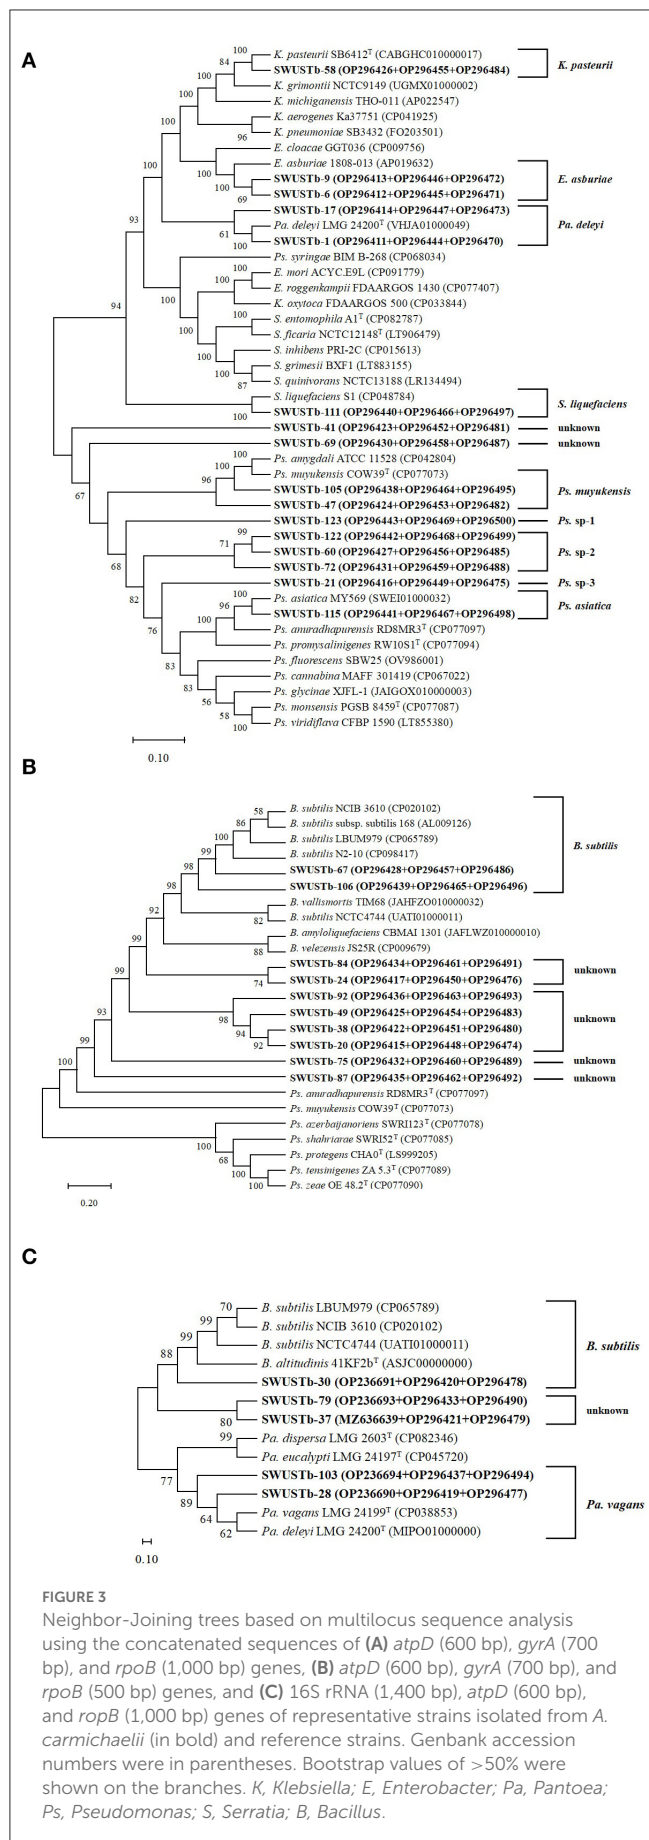 A
K. pasteurii SB6412ᵀ (CABGHC010000017)
SWUSTb-58 (OP296426+OP296455+OP296484)
K. pasteurii
K. grimontii NCTC9149 (UGMX01000002)
K. michiganensis THO-011 (AP022547)
K. aerogenes Ka37751 (CP041925)
K. pneumoniae SB3432 (FO203501)
E. cloacae GGT036 (CP009756)
E. asburiae 1808-013 (AP019632)
SWUSTb-9 (OP296413+OP296446+OP296472)
E. asburiae
SWUSTb-6 (OP296412+OP296445+OP296471)
SWUSTb-17 (OP296414+OP296447+OP296473)
Pa. deleyi LMG 24200ᵀ (VHJA01000049)
Pa. deleyi
SWUSTb-1 (OP296411+OP296444+OP296470)
Ps. syringae BIM B-268 (CP068034)
E. mori ACYC.E9L (CP091779)
E. roggenkampii FDAARGOS 1430 (CP077407)
K. oxytoca FDAARGOS 500 (CP033844)
S. entomophila A1ᵀ (CP082787)
S. ficaria NCTC12148ᵀ (LT906479)
S. inhibens PRI-2C (CP015613)
S. grimesii BXF1 (LT883155)
S. quinivorans NCTC13188 (LR134494)
S. liquefaciens S1 (CP048784)
S. liquefaciens
SWUSTb-111 (OP296440+OP296466+OP296497)
SWUSTb-41 (OP296423+OP296452+OP296481) unknown
SWUSTb-69 (OP296430+OP296458+OP296487) unknown
Ps. amygdali ATCC 11528 (CP042804)
Ps. muyukensis COW39ᵀ (CP077073)
SWUSTb-105 (OP296438+OP296464+OP296495)
Ps. muyukensis
SWUSTb-47 (OP296424+OP296453+OP296482)
SWUSTb-123 (OP296443+OP296469+OP296500) Ps. sp-1
SWUSTb-122 (OP296442+OP296468+OP296499)
SWUSTb-60 (OP296427+OP296456+OP296485) Ps. sp-2
SWUSTb-72 (OP296431+OP296459+OP296488)
SWUSTb-21 (OP296416+OP296449+OP296475) Ps. sp-3
Ps. asiatica MY569 (SWEI01000032)
Ps. asiatica
SWUSTb-115 (OP296441+OP296467+OP296498)
Ps. anuradhapurensis RD8MR3ᵀ (CP077097)
Ps. promysalinigenes RW10S1ᵀ (CP077094)
Ps. fluorescens SBW25 (OV986001)
Ps. cannabina MAFF 301419 (CP067022)
Ps. glycinae XJFL-1 (JAIGOX010000003)
Ps. monsensis PGSB 8459ᵀ (CP077087)
Ps. viridiflava CFBP 1590 (LT855380)
100
84
100
100
100
96
100
100
100
69
93
100
61
100
94
100
100
100
100
100
100
87
100
67
100
96
68
99
71
82
76
96
100
83
83
56
58
100
0.10
B
B. subtilis NCIB 3610 (CP020102)
B. subtilis subsp. subtilis 168 (AL009126)
B. subtilis LBUM979 (CP065789)
B. subtilis
B. subtilis N2-10 (CP098417)
SWUSTb-67 (OP296428+OP296457+OP296486)
SWUSTb-106 (OP296439+OP296465+OP296496)
B. vallismortis TIM68 (JAHFZO010000032)
B. subtilis NCTC4744 (UATI01000011)
B. amyloliquefaciens CBMAI 1301 (JAFLWZ010000010)
B. velezensis JS25R (CP009679)
SWUSTb-84 (OP296434+OP296461+OP296491)
unknown
SWUSTb-24 (OP296417+OP296450+OP296476)
SWUSTb-92 (OP296436+OP296463+OP296493)
SWUSTb-49 (OP296425+OP296454+OP296483)
unknown
SWUSTb-38 (OP296422+OP296451+OP296480)
SWUSTb-20 (OP296415+OP296448+OP296474)
SWUSTb-75 (OP296432+OP296460+OP296489) unknown
SWUSTb-87 (OP296435+OP296462+OP296492) unknown
Ps. anuradhapurensis RD8MR3ᵀ (CP077097)
Ps. muyukensis COW39ᵀ (CP077073)
Ps. azerbaijanoriens SWRI123ᵀ (CP077078)
Ps. shahriarae SWRI52ᵀ (CP077085)
Ps. protegens CHA0ᵀ (LS999205)
Ps. tensinigenes ZA 5.3ᵀ (CP077089)
Ps. zeae OE 48.2ᵀ (CP077090)
58
86
100
99
98
98
82
92
88
99
74
99
98
94
92
93
99
100
100
68
100
100
0.20
C
B. subtilis LBUM979 (CP065789)
B. subtilis NCIB 3610 (CP020102)
B. subtilis NCTC4744 (UATI01000011)
B. subtilis
B. altitudinis 41KF2bᵀ (ASJC00000000)
SWUSTb-30 (OP236691+OP296420+OP296478)
SWUSTb-79 (OP236693+OP296433+OP296490)
unknown
SWUSTb-37 (MZ636639+OP296421+OP296479)
Pa. dispersa LMG 2603ᵀ (CP082346)
Pa. eucalypti LMG 24197ᵀ (CP045720)
SWUSTb-103 (OP236694+OP296437+OP296494)
SWUSTb-28 (OP236690+OP296419+OP296477)
Pa. vagans
Pa. vagans LMG 24199ᵀ (CP038853)
Pa. deleyi LMG 24200ᵀ (MIPO01000000)
70
99
99
88
80
99
77
89
64
62
0.10
FIGURE 3
Neighbor-Joining trees based on multilocus sequence analysis
using the concatenated sequences of (A) atpD (600 bp), gyrA (700
bp), and rpoB (1,000 bp) genes, (B) atpD (600 bp), gyrA (700 bp), and
rpoB (500 bp) genes, and (C) 16S rRNA (1,400 bp), atpD (600 bp),
and ropB (1,000 bp) genes of representative strains isolated from A.
carmichaelii (in bold) and reference strains. Genbank accession
numbers were in parentheses. Bootstrap values of >50% were
shown on the branches. K, Klebsiella; E, Enterobacter; Pa, Pantoea;
Ps, Pseudomonas; S, Serratia; B, Bacillus.